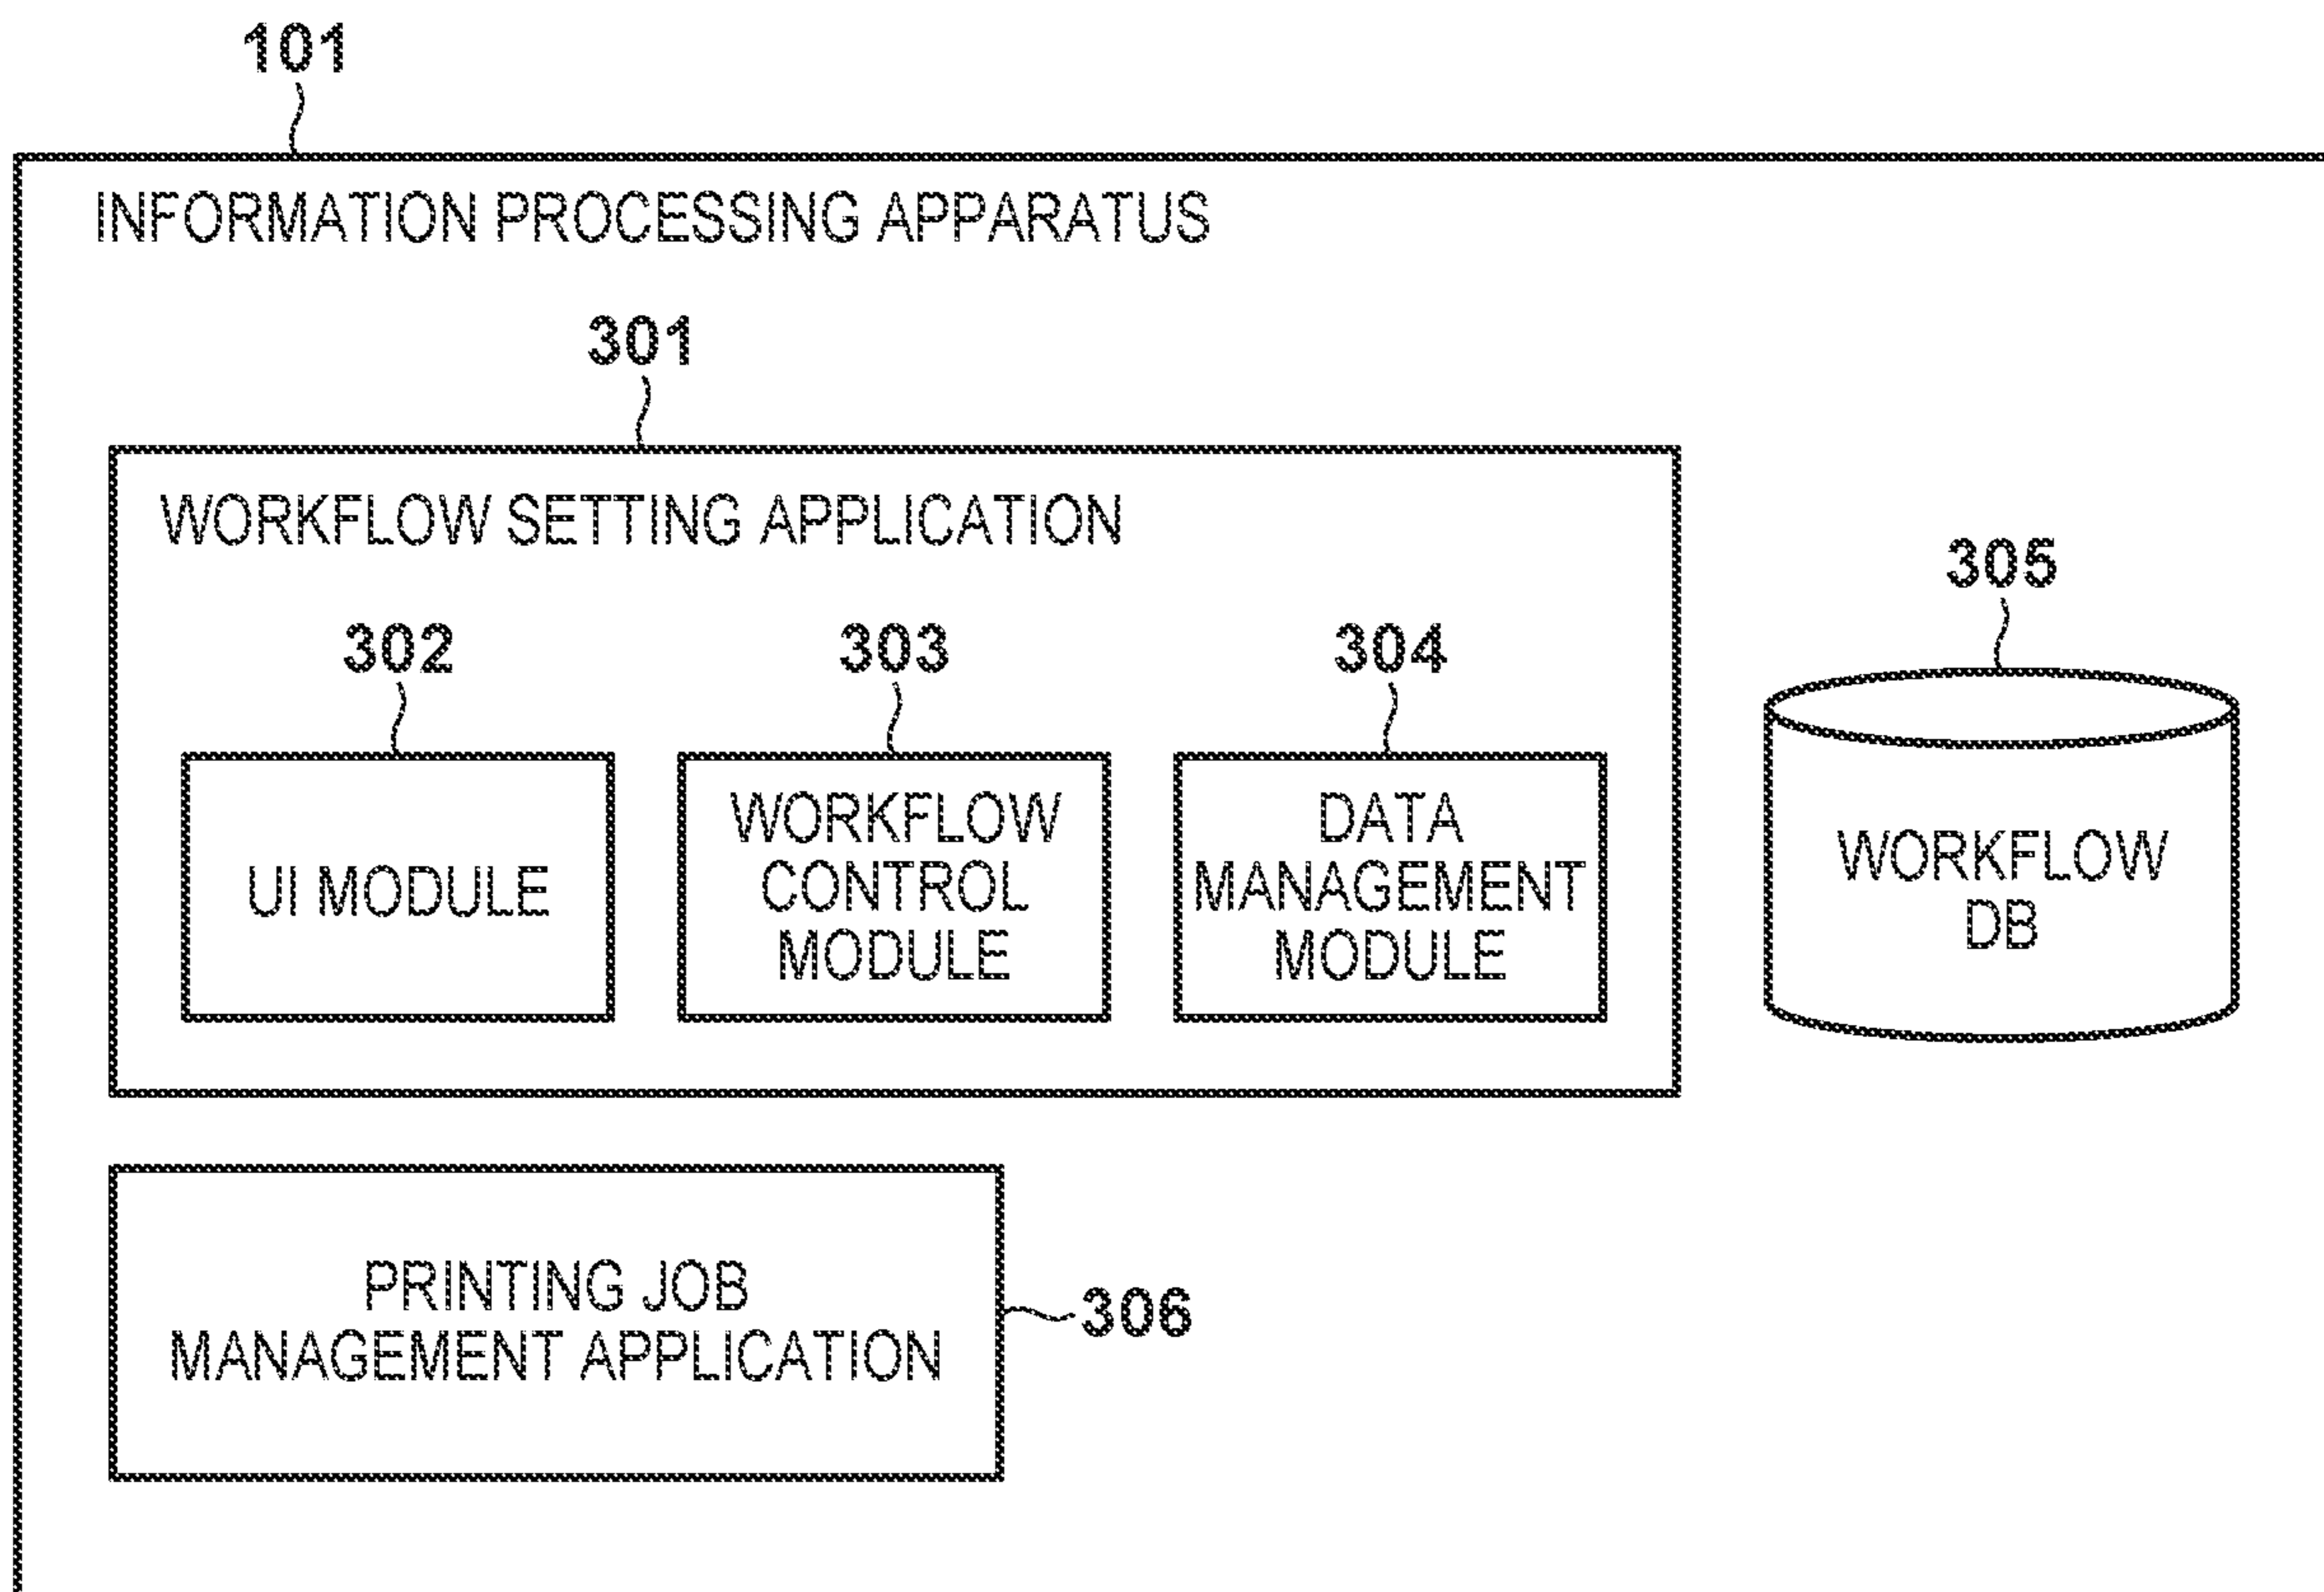 101
INFORMATION PROCESSING APPARATUS
301
WORKFLOW SETTING APPLICATION
302
303
304
305
UI MODULE
WORKFLOW
CONTROL
MODULE
DATA
MANAGEMENT
MODULE
WORKFLOW
DB
PRINTING JOB
MANAGEMENT APPLICATION
306